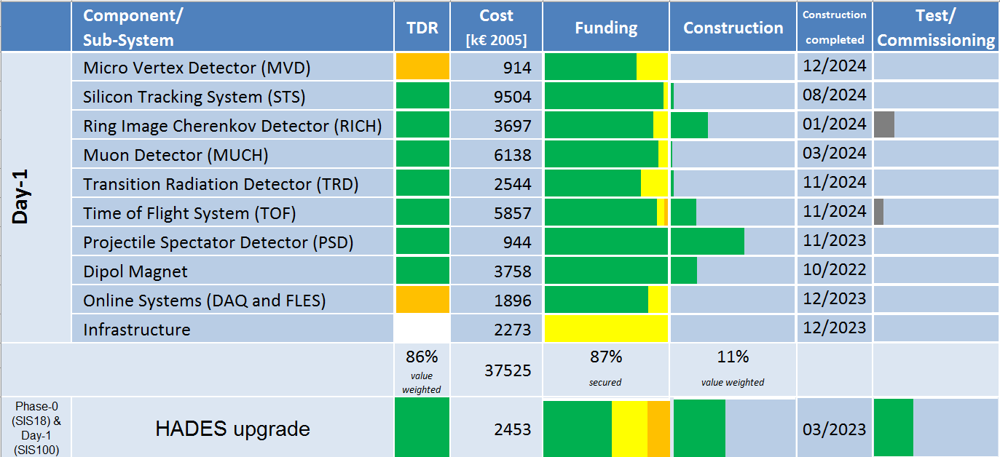 Component/
Sub-System
TDR
Cost
[k€ 2005]
Funding
Construction
Construction
completed
Test/
Commissioning
Day-1
Micro Vertex Detector (MVD) 914 12/2024
Silicon Tracking System (STS) 9504 08/2024
Ring Image Cherenkov Detector (RICH) 3697 01/2024
Muon Detector (MUCH) 6138 03/2024
Transition Radiation Detector (TRD) 2544 11/2024
Time of Flight System (TOF) 5857 11/2024
Projectile Spectator Detector (PSD) 944 11/2023
Dipol Magnet 3758 10/2022
Online Systems (DAQ and FLES) 1896 12/2023
Infrastructure 2273 12/2023
86%
value
weighted
37525
87%
secured
11%
value weighted
Phase-0
(SIS18) &
Day-1
(SIS100)
HADES upgrade 2453 03/2023